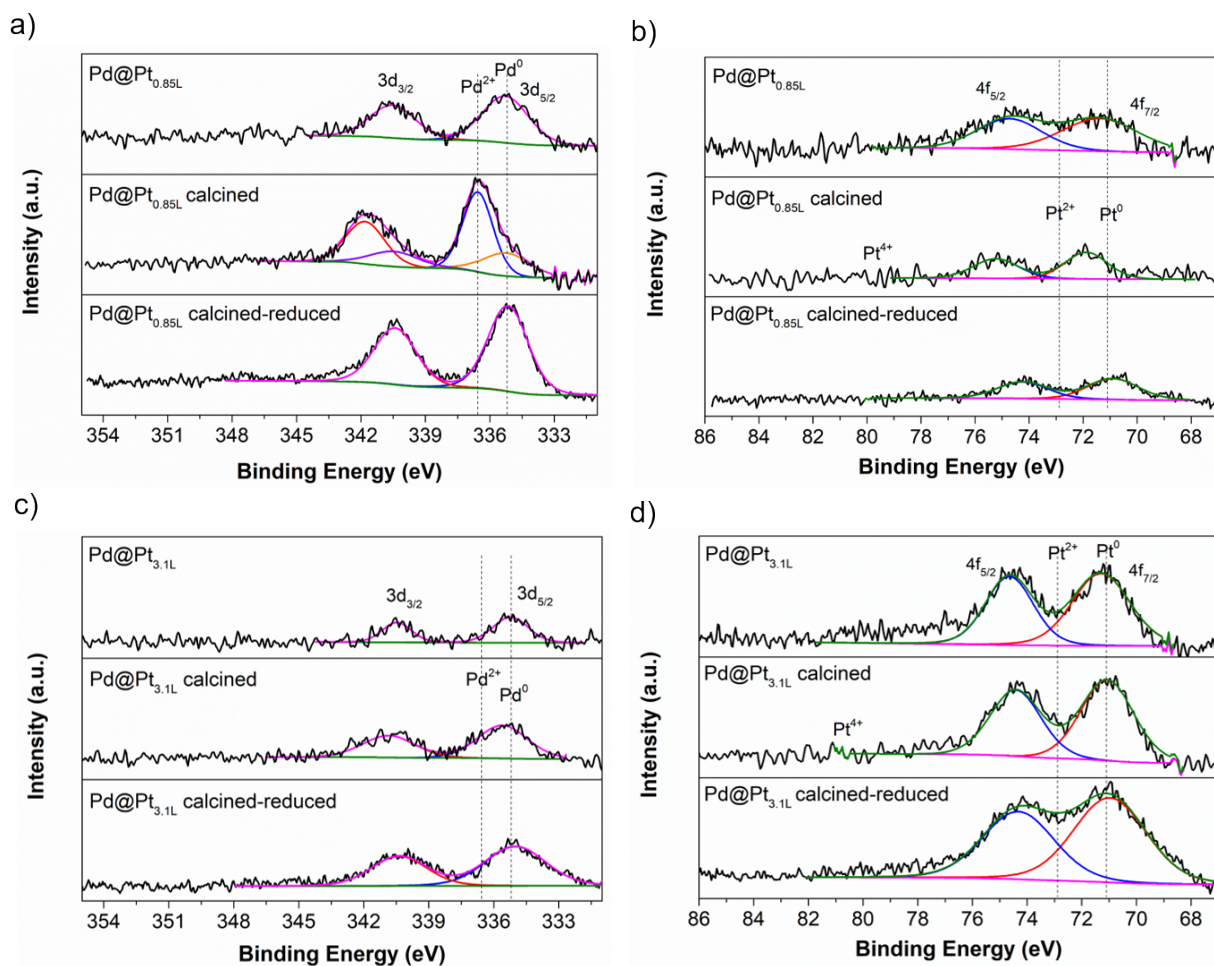 a)
Intensity (a.u.)
Pd@Pt0.85L
3d3/2
Pd2+
Pd0
3d5/2
Pd@Pt0.85L calcined
Pd@Pt0.85L calcined-reduced
354 351 348 345 342 339 336 333
Binding Energy (eV)
b)
Intensity (a.u.)
Pd@Pt0.85L
4f5/2
4f7/2
Pd@Pt0.85L calcined
Pt4+
Pt2+
Pt0
Pd@Pt0.85L calcined-reduced
86 84 82 80 78 76 74 72 70 68
Binding Energy (eV)
c)
Intensity (a.u.)
Pd@Pt3.1L
3d3/2
3d5/2
Pd@Pt3.1L calcined
Pd2+
Pd0
Pd@Pt3.1L calcined-reduced
354 351 348 345 342 339 336 333
Binding Energy (eV)
d)
Intensity (a.u.)
Pd@Pt3.1L
4f5/2
Pt2+
Pt0
4f7/2
Pd@Pt3.1L calcined
Pt4+
Pd@Pt3.1L calcined-reduced
86 84 82 80 78 76 74 72 70 68
Binding Energy (eV)